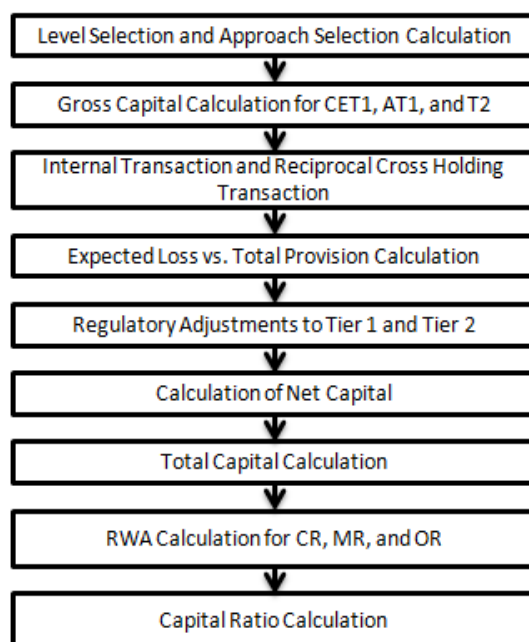 Level Selection and Approach Selection Calculation
Gross Capital Calculation for CET1, AT1, and T2
Internal Transaction and Reciprocal Cross Holding
Transaction
Expected Loss vs. Total Provision Calculation
Regulatory Adjustments to Tier 1 and Tier 2
Calculation of Net Capital
Total Capital Calculation
RWA Calculation for CR, MR, and OR
Capital Ratio Calculation